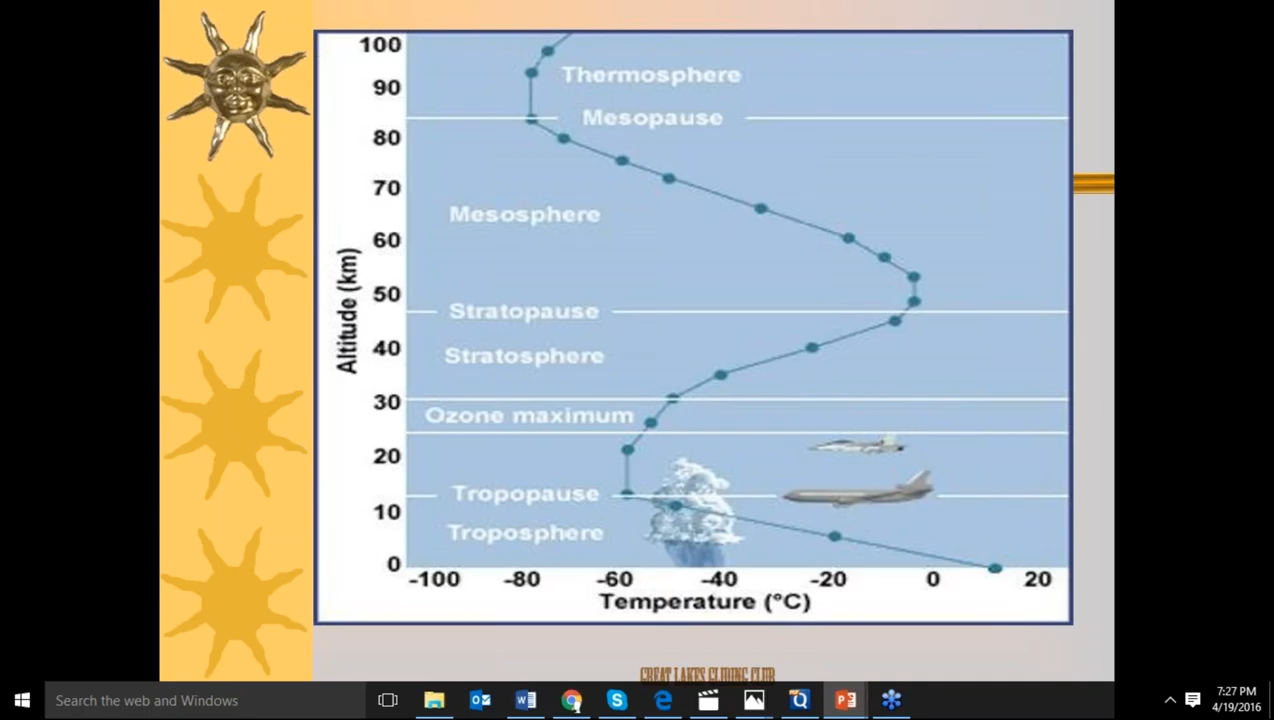 100
90
80
70
60
50
40
30
20
10
0
Altitude (km)
Thermosphere
Mesopause
Mesosphere
Stratopause
Stratosphere
Ozone maximum
Tropopause
Troposphere
-100 -80 -60 -40 -20 0 20
Temperature (°C)
GREAT LAKES GLIDING CLUB
Search the web and Windows
7:27 PM
4/19/2016